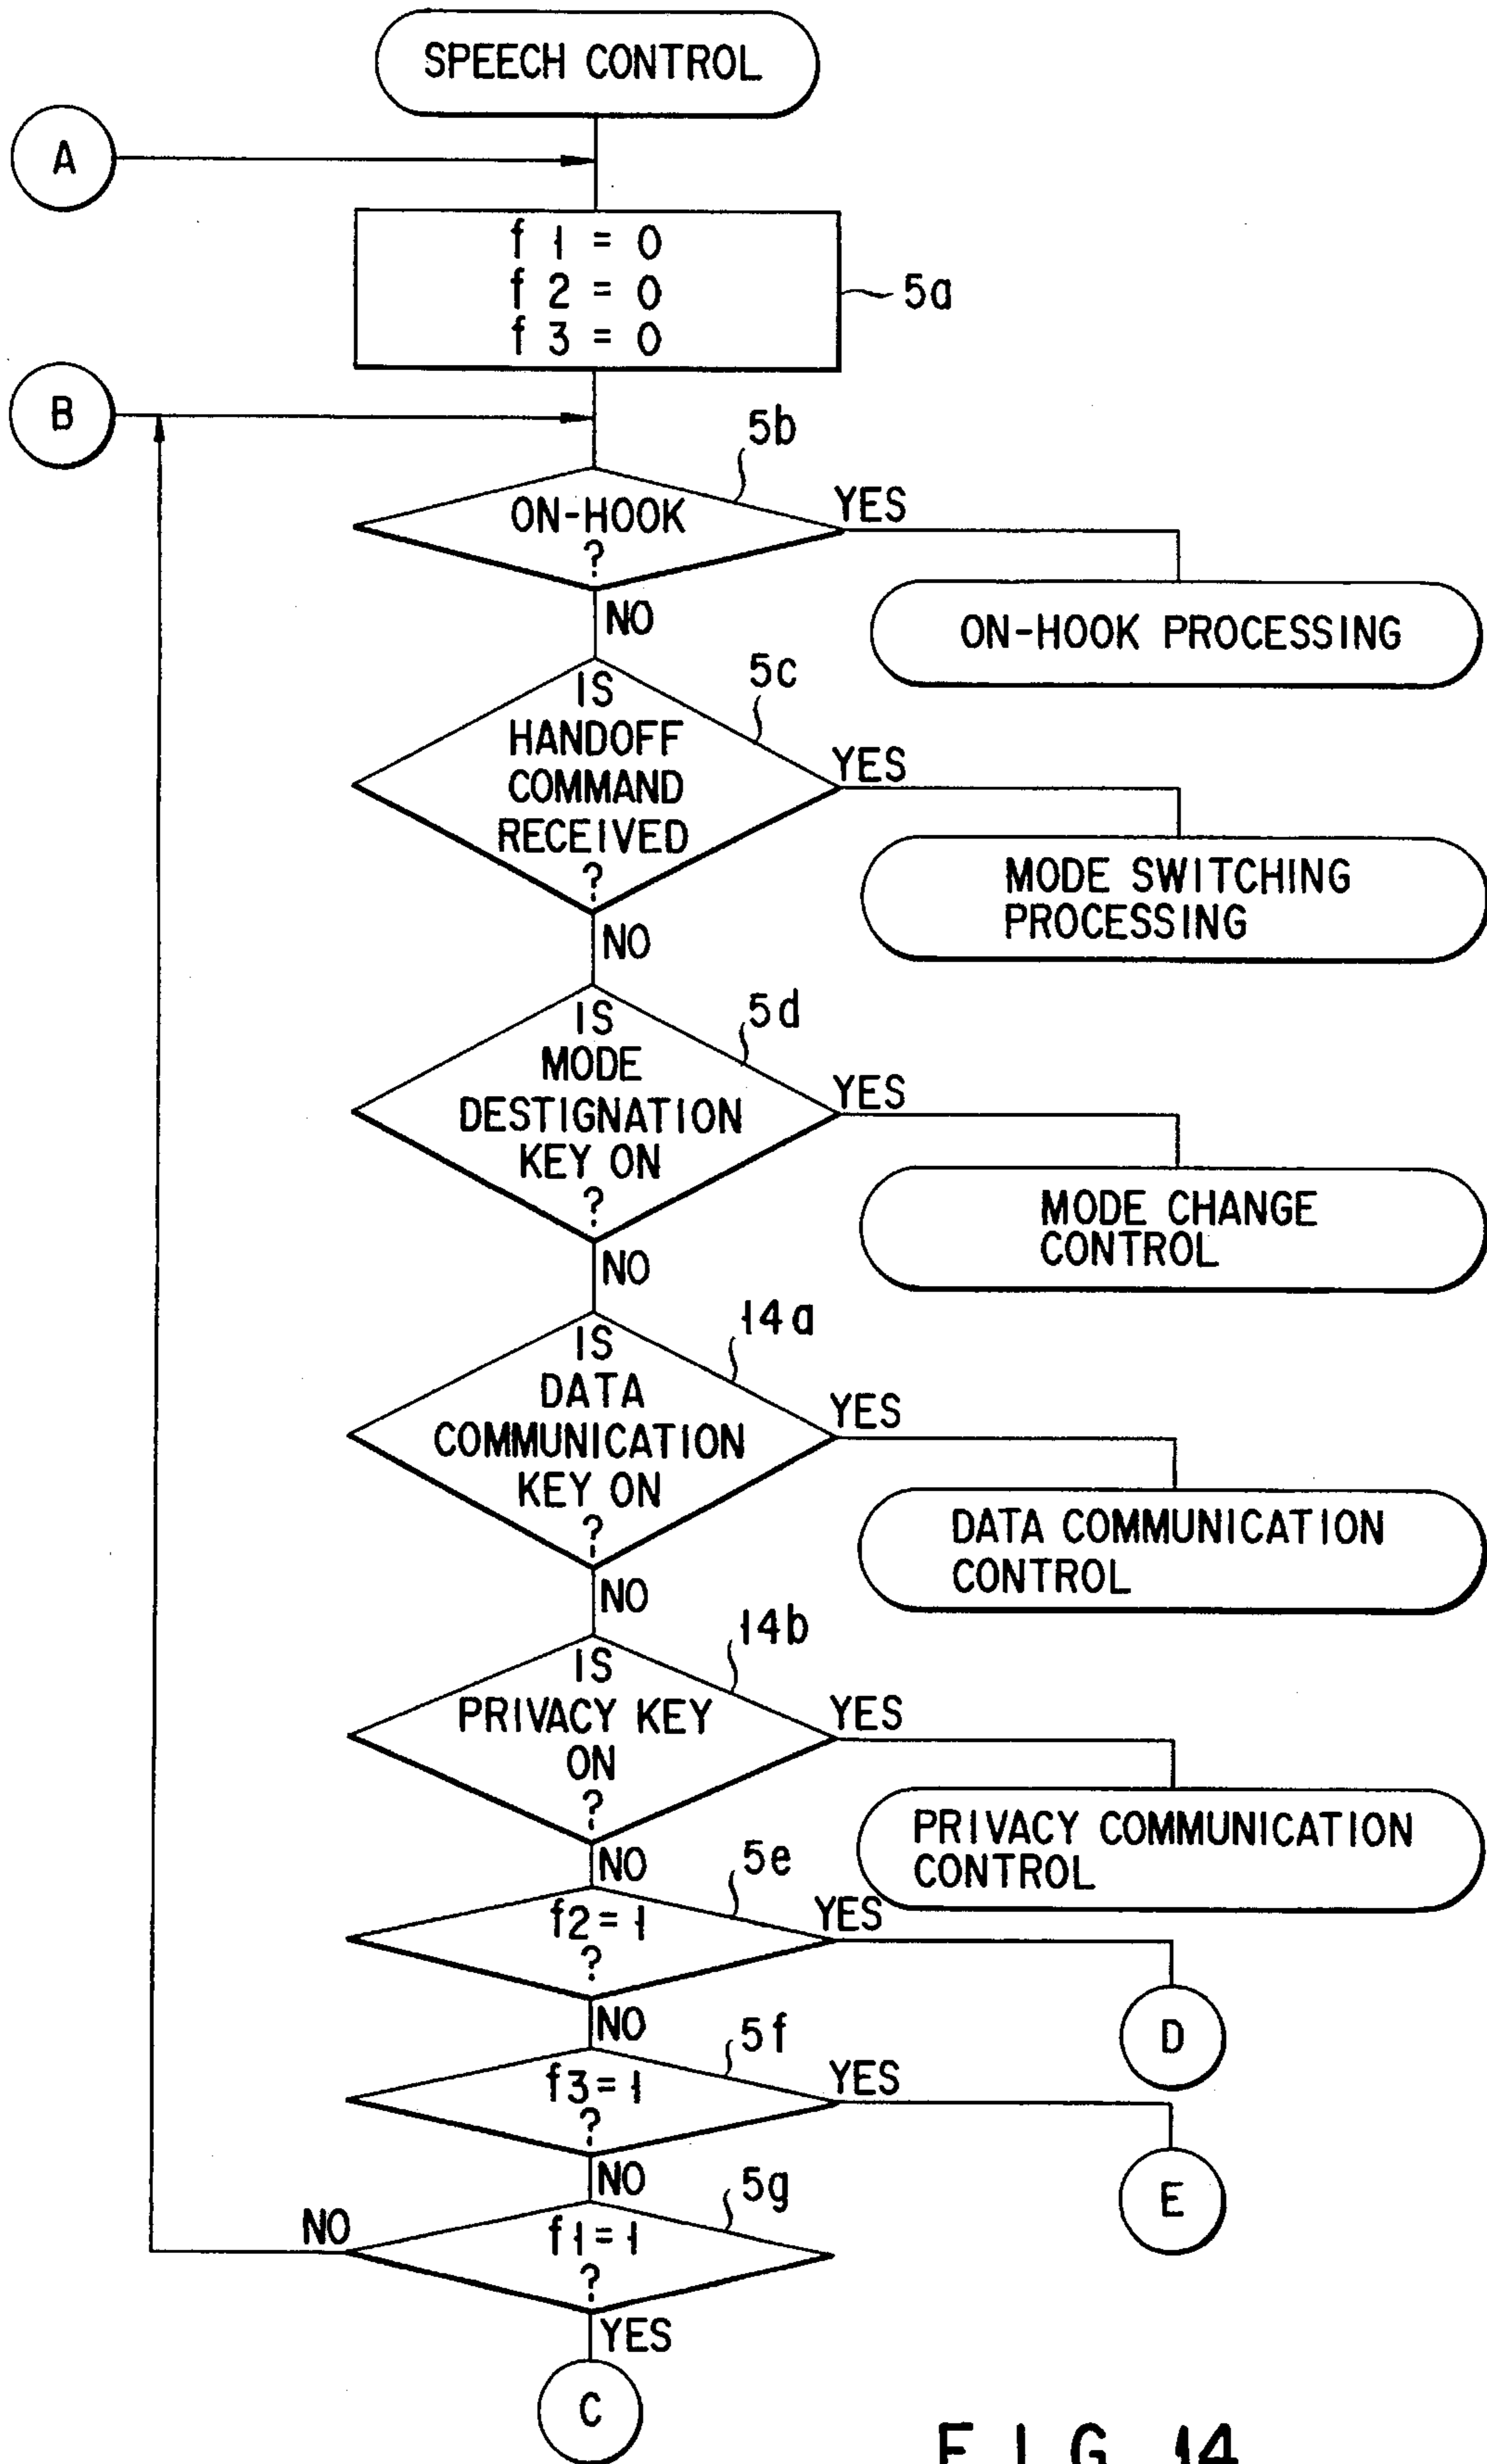 SPEECH CONTROL
A
f 1 = 0
f 2 = 0
f 3 = 0
5a
B
5b
ON-HOOK
?
YES
NO
ON-HOOK PROCESSING
5c
IS
HANDOFF
COMMAND
RECEIVED
?
YES
NO
MODE SWITCHING
PROCESSING
5d
IS
MODE
DESTIGNATION
KEY ON
?
YES
NO
MODE CHANGE
CONTROL
14a
IS
DATA
COMMUNICATION
KEY ON
?
YES
NO
DATA COMMUNICATION
CONTROL
14b
IS
PRIVACY KEY
ON
?
YES
NO
PRIVACY COMMUNICATION
CONTROL
5e
f2=1
?
YES
NO
D
5f
f3=1
?
YES
NO
E
5g
f1=1
?
NO
YES
C
FIG. 14